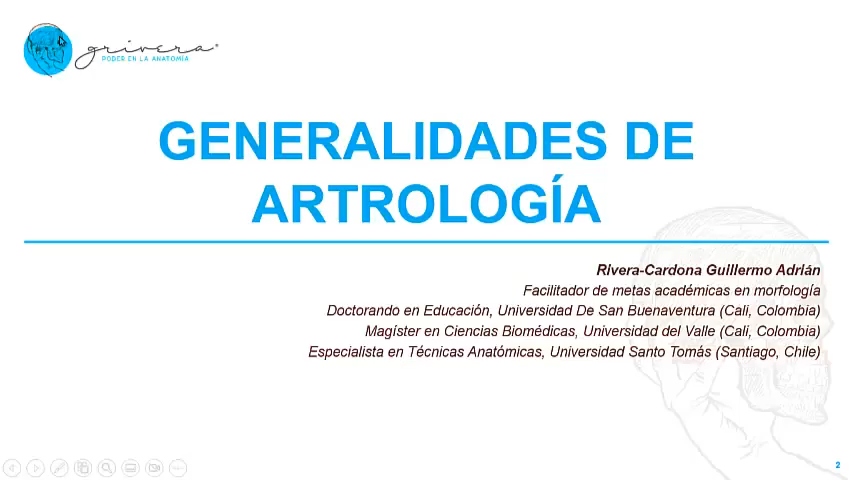 grivera®
PODER EN LA ANATOMÍA
GENERALIDADES DE
ARTROLOGÍA
Rivera-Cardona Guillermo Adrián
Facilitador de metas académicas en morfología
Doctorando en Educación, Universidad De San Buenaventura (Cali, Colombia)
Magíster en Ciencias Biomédicas, Universidad del Valle (Cali, Colombia)
Especialista en Técnicas Anatómicas, Universidad Santo Tomás (Santiago, Chile)
2